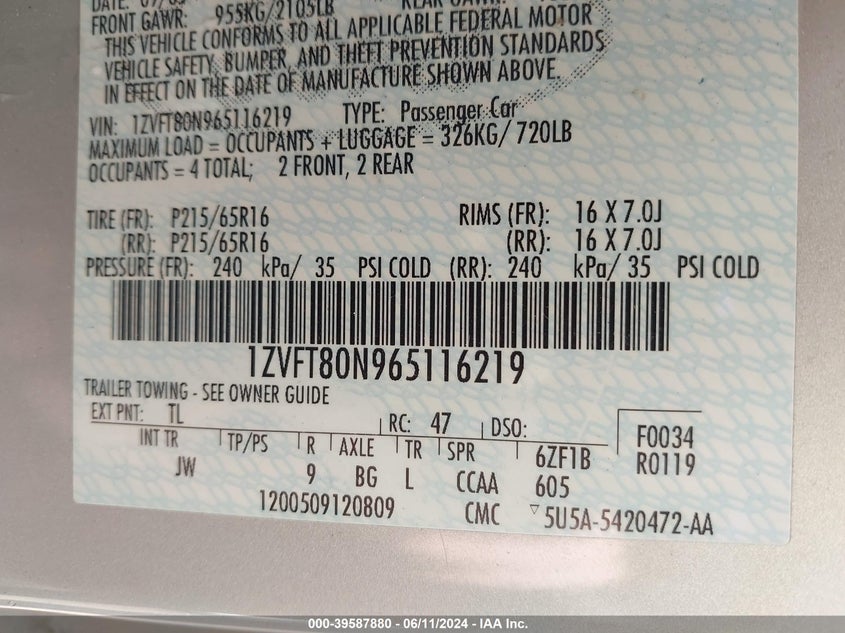 FRONT GAWR: 955KG/2105LB
THIS VEHICLE CONFORMS TO ALL APPLICABLE FEDERAL MOTOR
VEHICLE SAFETY, BUMPER, AND THEFT PREVENTION STANDARDS
IN EFFECT ON THE DATE OF MANUFACTURE SHOWN ABOVE.
VIN: 1ZVFT80N965116219 TYPE: Passenger Car
MAXIMUM LOAD = OCCUPANTS + LUGGAGE = 326KG/ 720LB
OCCUPANTS = 4 TOTAL; 2 FRONT, 2 REAR
TIRE (FR): P215/65R16 RIMS (FR): 16 X 7.0J
(RR): P215/65R16 (RR): 16 X 7.0J
PRESSURE (FR): 240 kPa/ 35 PSI COLD (RR): 240 kPa/ 35 PSI COLD
1ZVFT80N965116219
TRAILER TOWING - SEE OWNER GUIDE
EXT PNT: TL RC: 47 DSO: F0034
INT TR TP/PS R AXLE TR SPR 6ZF1B R0119
JW 9 BG L CCAA 605
1200509120809 CMC ▽5U5A-5420472-AA
000-39587880 - 06/11/2024 - IAA Inc.